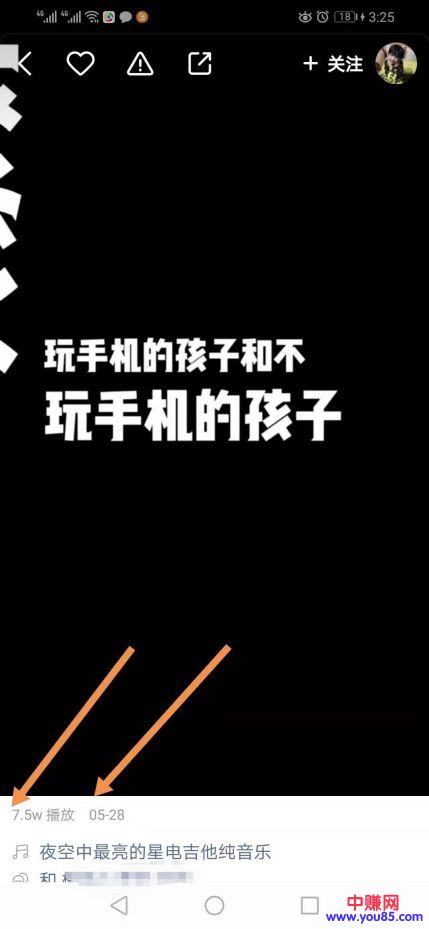 4G 4G 18 3:25
+ 关注
玩手机的孩子和不
玩手机的孩子
7.5w 播放 05-28
夜空中最亮的星电吉他纯音乐
和
中赚网
www.you85.com